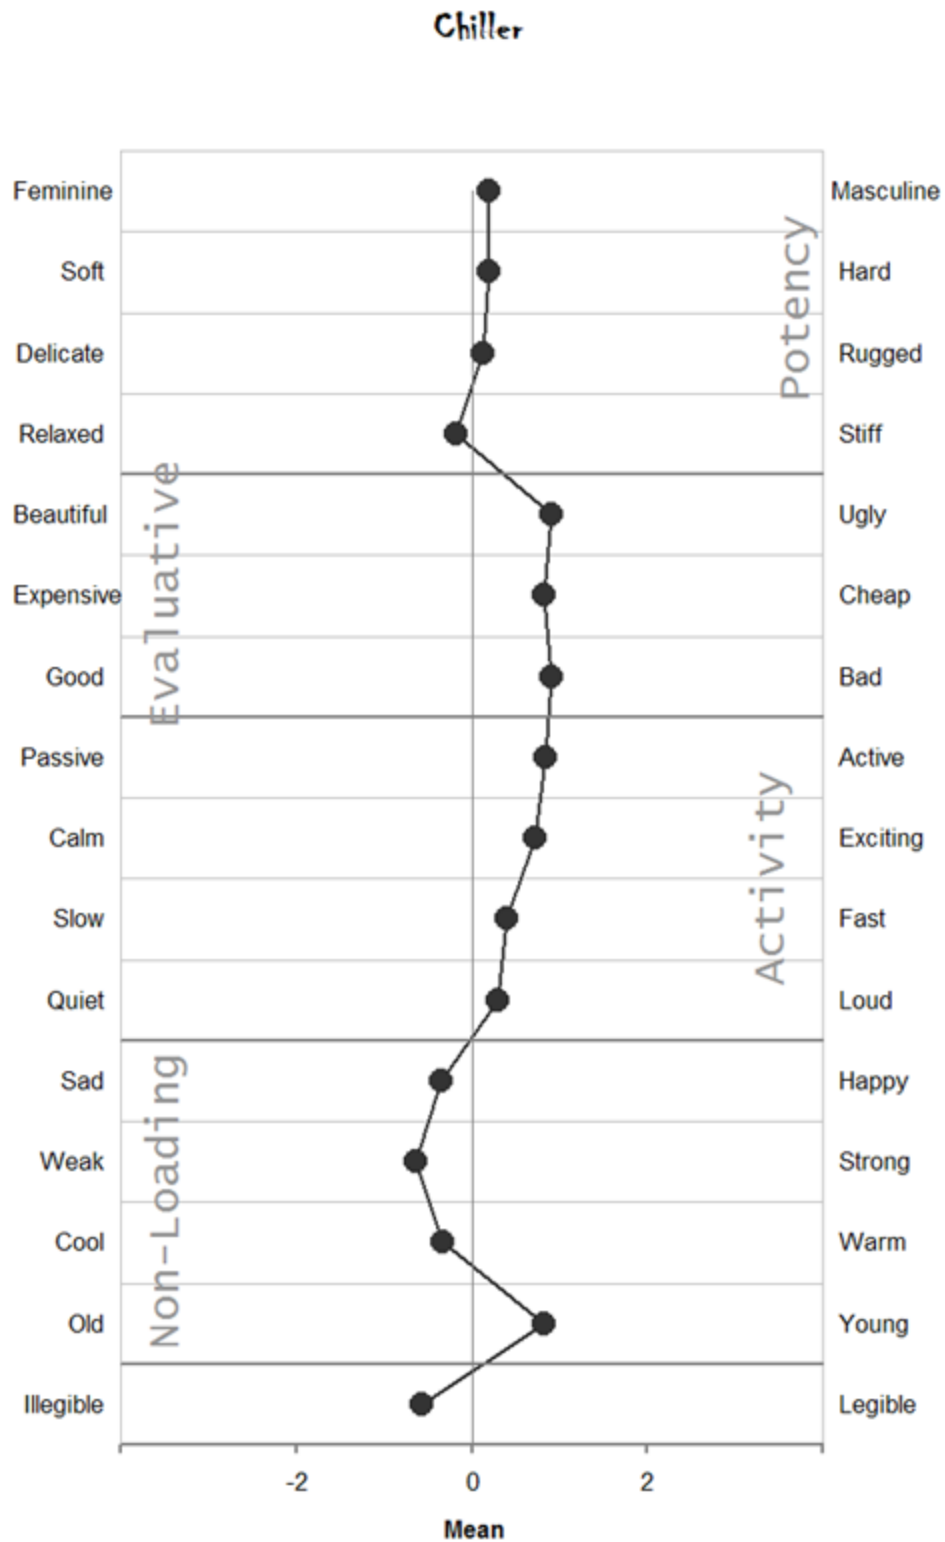 Chiller
Feminine Masculine
Soft Hard
Delicate Rugged
Relaxed Stiff
Potency
Beautiful Ugly
Expensive Cheap
Good Bad
Evaluative
Passive Active
Calm Exciting
Slow Fast
Quiet Loud
Activity
Sad Happy
Weak Strong
Cool Warm
Old Young
Non-Loading
Illegible Legible
-2 0 2
Mean